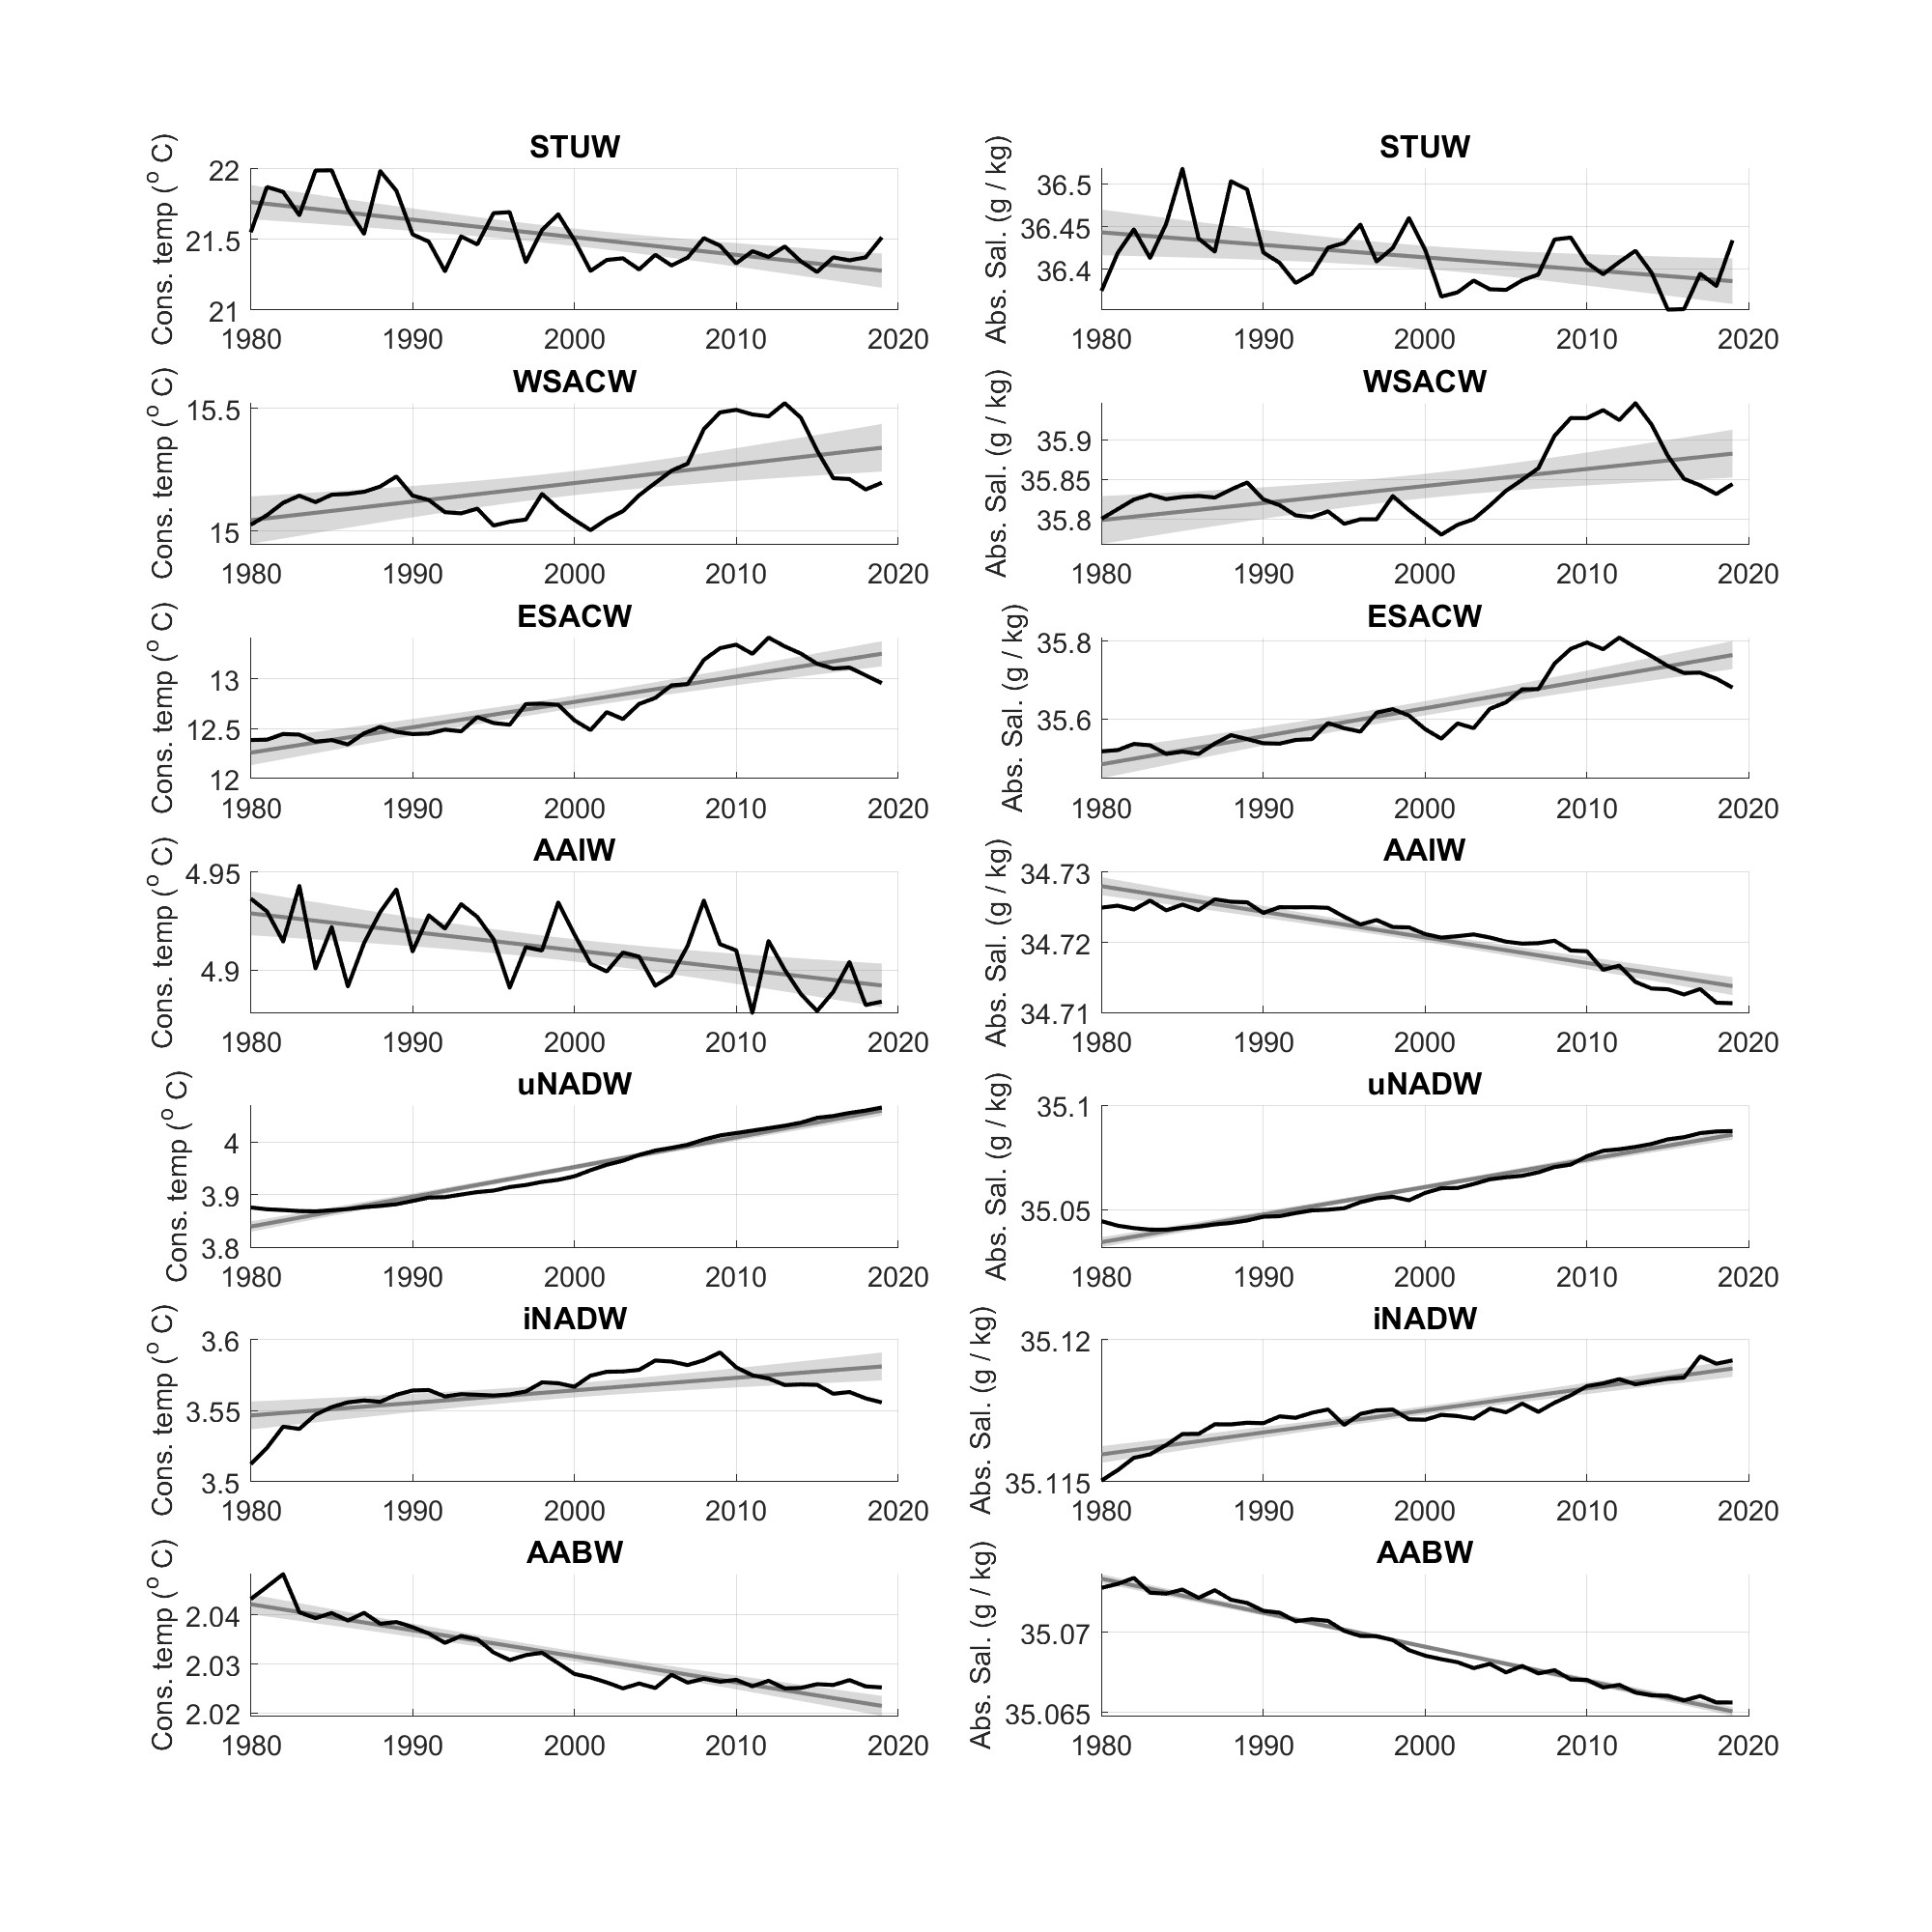 STUW
Cons. temp (° C)
22
21.5
21
1980 1990 2000 2010 2020
STUW
Abs. Sal. (g / kg)
36.5
36.45
36.4
1980 1990 2000 2010 2020
WSACW
Cons. temp (° C)
15.5
15
1980 1990 2000 2010 2020
WSACW
Abs. Sal. (g / kg)
35.9
35.85
35.8
1980 1990 2000 2010 2020
ESACW
Cons. temp (° C)
13
12.5
12
1980 1990 2000 2010 2020
ESACW
Abs. Sal. (g / kg)
35.8
35.6
1980 1990 2000 2010 2020
AAIW
Cons. temp (° C)
4.95
4.9
1980 1990 2000 2010 2020
AAIW
Abs. Sal. (g / kg)
34.73
34.72
34.71
1980 1990 2000 2010 2020
uNADW
Cons. temp (° C)
4
3.9
3.8
1980 1990 2000 2010 2020
uNADW
Abs. Sal. (g / kg)
35.1
35.05
1980 1990 2000 2010 2020
iNADW
Cons. temp (° C)
3.6
3.55
3.5
1980 1990 2000 2010 2020
iNADW
Abs. Sal. (g / kg)
35.12
35.115
1980 1990 2000 2010 2020
AABW
Cons. temp (° C)
2.04
2.03
2.02
1980 1990 2000 2010 2020
AABW
Abs. Sal. (g / kg)
35.07
35.065
1980 1990 2000 2010 2020